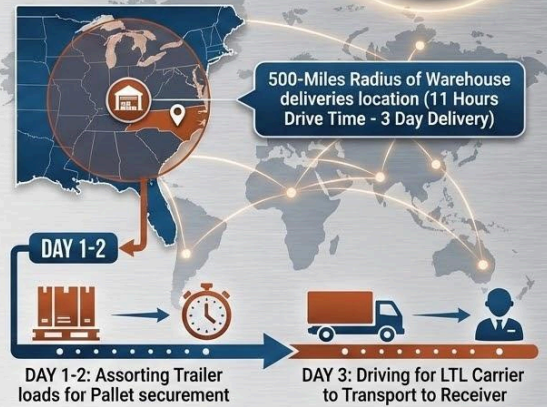 500-Miles Radius of Warehouse
deliveries location (11 Hours
Drive Time - 3 Day Delivery)
DAY 1-2
DAY 1-2: Assorting Trailer
loads for Pallet securement
DAY 3: Driving for LTL Carrier
to Transport to Receiver